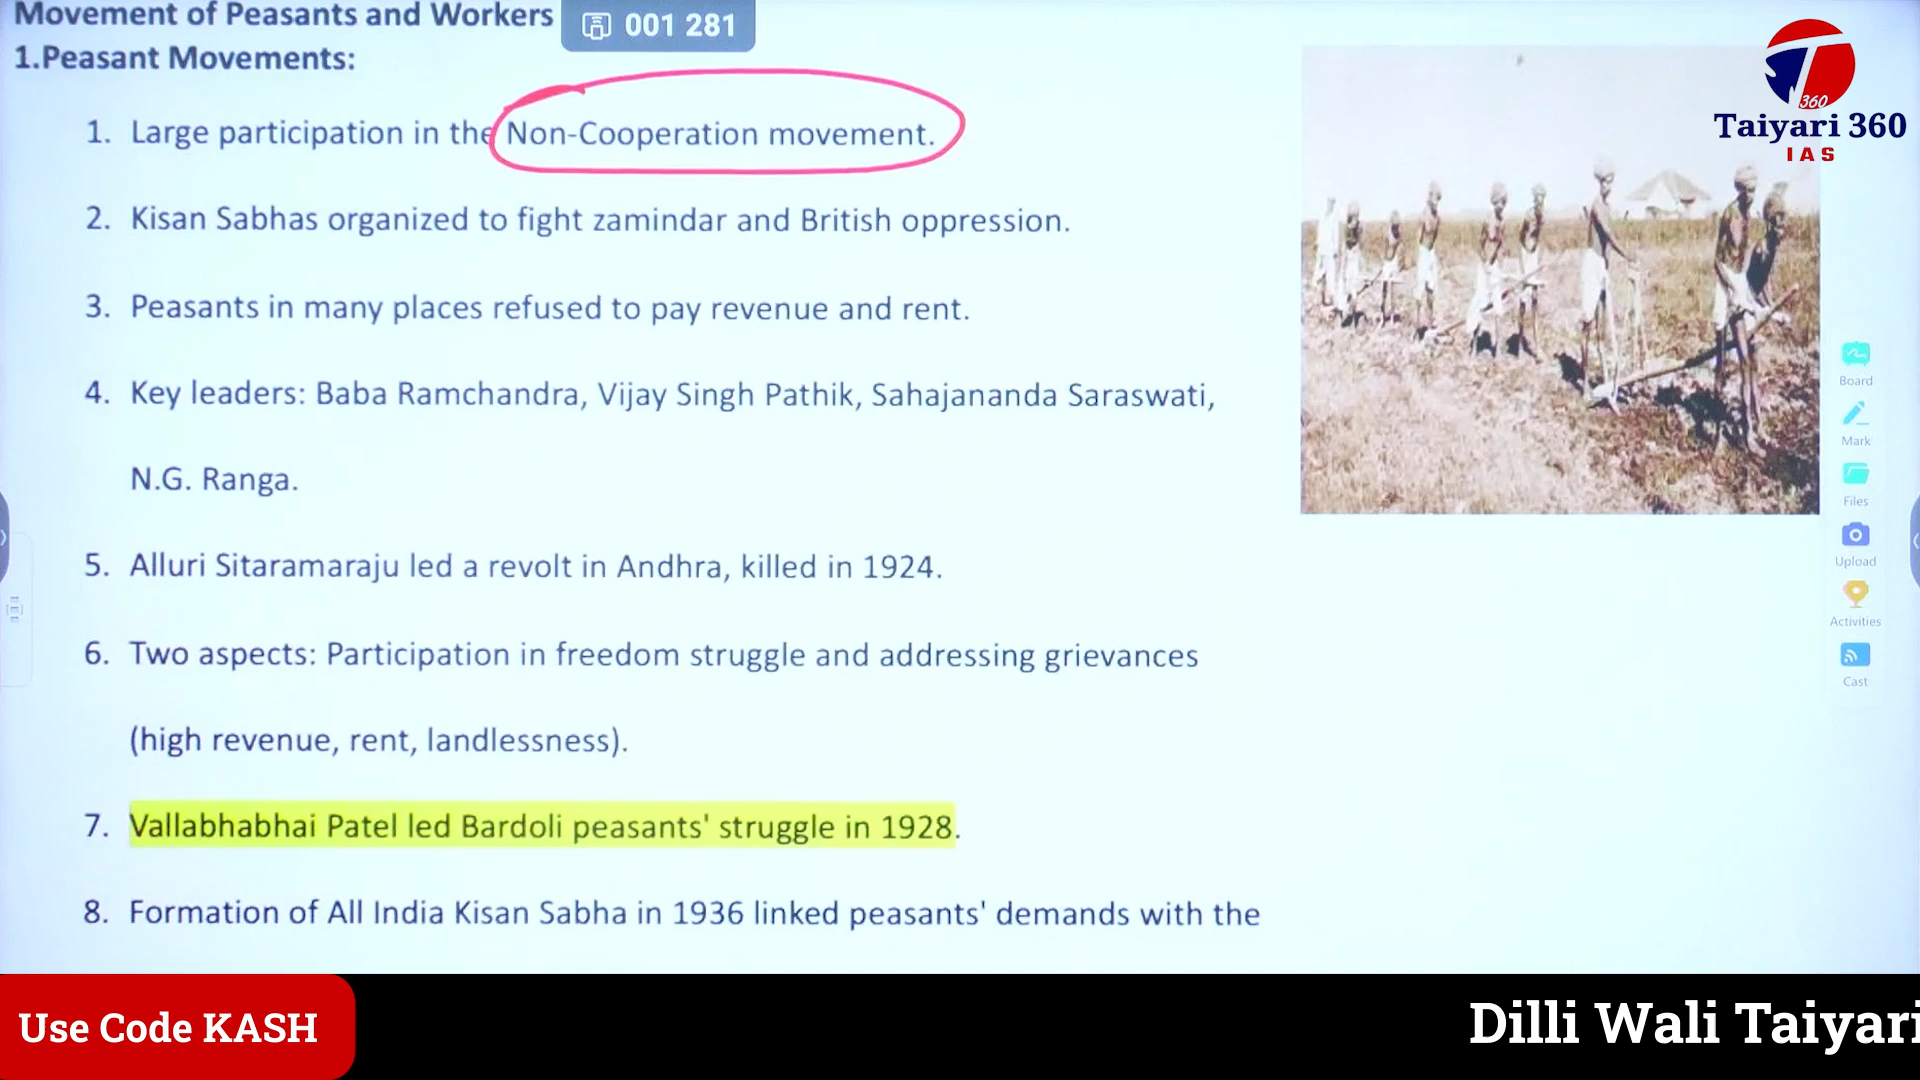 Movement of Peasants and Workers
001 281
1.Peasant Movements:
360
Taiyari 360
IAS
1. Large participation in the Non-Cooperation movement.
2. Kisan Sabhas organized to fight zamindar and British oppression.
3. Peasants in many places refused to pay revenue and rent.
4. Key leaders: Baba Ramchandra, Vijay Singh Pathik, Sahajananda Saraswati,
N.G. Ranga.
5. Alluri Sitaramaraju led a revolt in Andhra, killed in 1924.
6. Two aspects: Participation in freedom struggle and addressing grievances
(high revenue, rent, landlessness).
7. Vallabhabhai Patel led Bardoli peasants' struggle in 1928.
8. Formation of All India Kisan Sabha in 1936 linked peasants' demands with the
Board
Mark
Files
Upload
Activities
Cast
Use Code KASH
Dilli Wali Taiyari